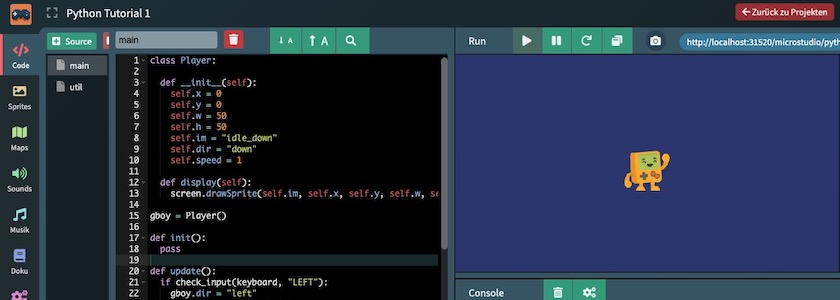 Python Tutorial 1
Zurück zu Projekten
Code
Sprites
Maps
Sounds
Musik
Doku
Source
main
util
main
A
A
1 class Player:
2
3 def __init__(self):
4 self.x = 0
5 self.y = 0
6 self.w = 50
7 self.h = 50
8 self.im = "idle_down"
9 self.dir = "down"
10 self.speed = 1
11
12 def display(self):
13 screen.drawSprite(self.im, self.x, self.y, self.w, se
14
15 gboy = Player()
16
17 def init():
18 pass
19
20 def update():
21 if check_input(keyboard, "LEFT"):
22 gboy.dir = "left"
Run
http://localhost:31520/microstudio/pyth
Console